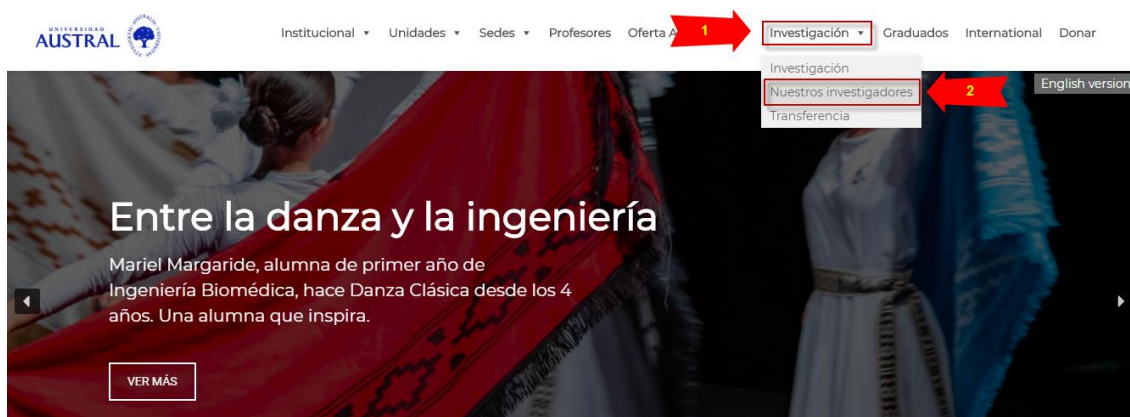 UNIVERSIDAD
AUSTRAL
Institucional Unidades Sedes Profesores Oferta A 1 Investigación Graduados International Donar
Investigación
Nuestros investigadores 2
Transferencia
English version
Entre la danza y la ingeniería
Mariel Margaride, alumna de primer año de
Ingeniería Biomédica, hace Danza Clásica desde los 4
años. Una alumna que inspira.
VER MÁS